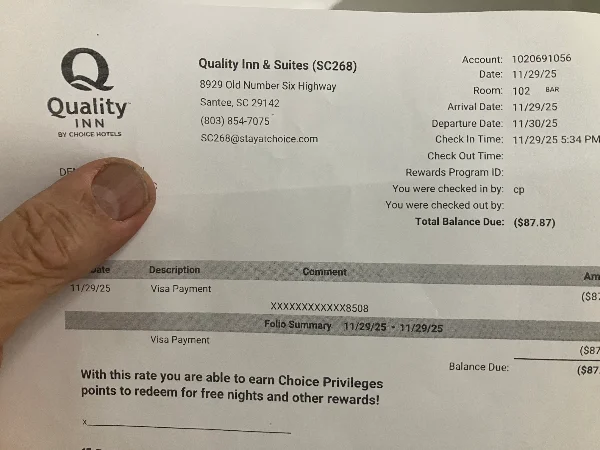 Q
Quality
INN
BY CHOICE HOTELS
Quality Inn & Suites (SC268)
8929 Old Number Six Highway
Santee, SC 29142
(803) 854-7075
SC268@stayatchoice.com
Account: 1020691056
Date: 11/29/25
Room: 102 BAR
Arrival Date: 11/29/25
Departure Date: 11/30/25
Check In Time: 11/29/25 5:34 PM
Check Out Time:
Rewards Program ID:
You were checked in by: cp
You were checked out by:
Total Balance Due: ($87.87)
Description Comment
11/29/25 Visa Payment
XXXXXXXXXXXX8508
Folio Summary 11/29/25 - 11/29/25
Visa Payment
Balance Due:
With this rate you are able to earn Choice Privileges
points to redeem for free nights and other rewards!
x